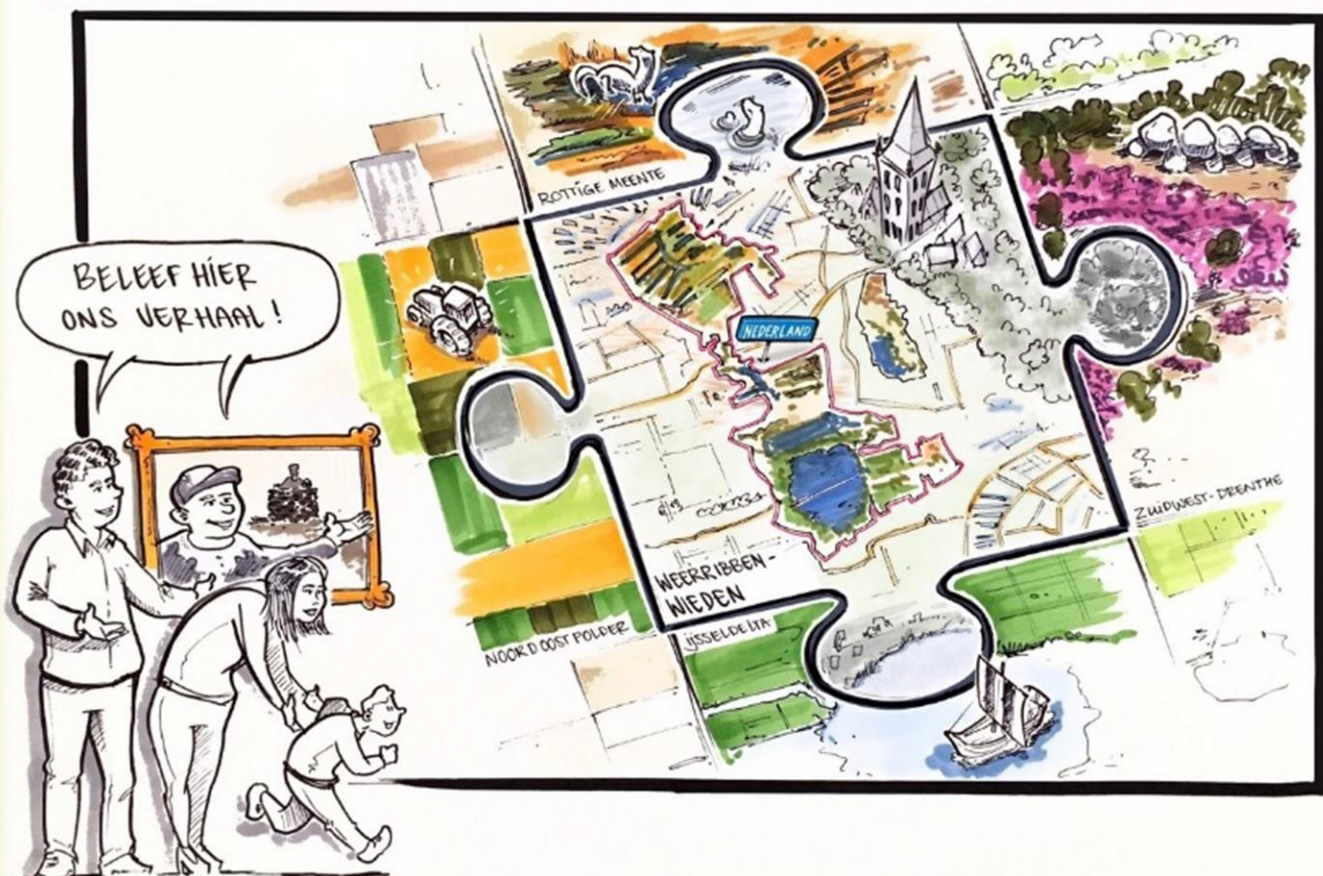 ROTTIGE MEENTE
BELEEF HIER
ONS VERHAAL!
NEDERLAND
ZUIDWEST-DRENTHE
WEERRIBBEN-
WIEDEN
NOORDOOSTPOLDER
IJSSELDELTA